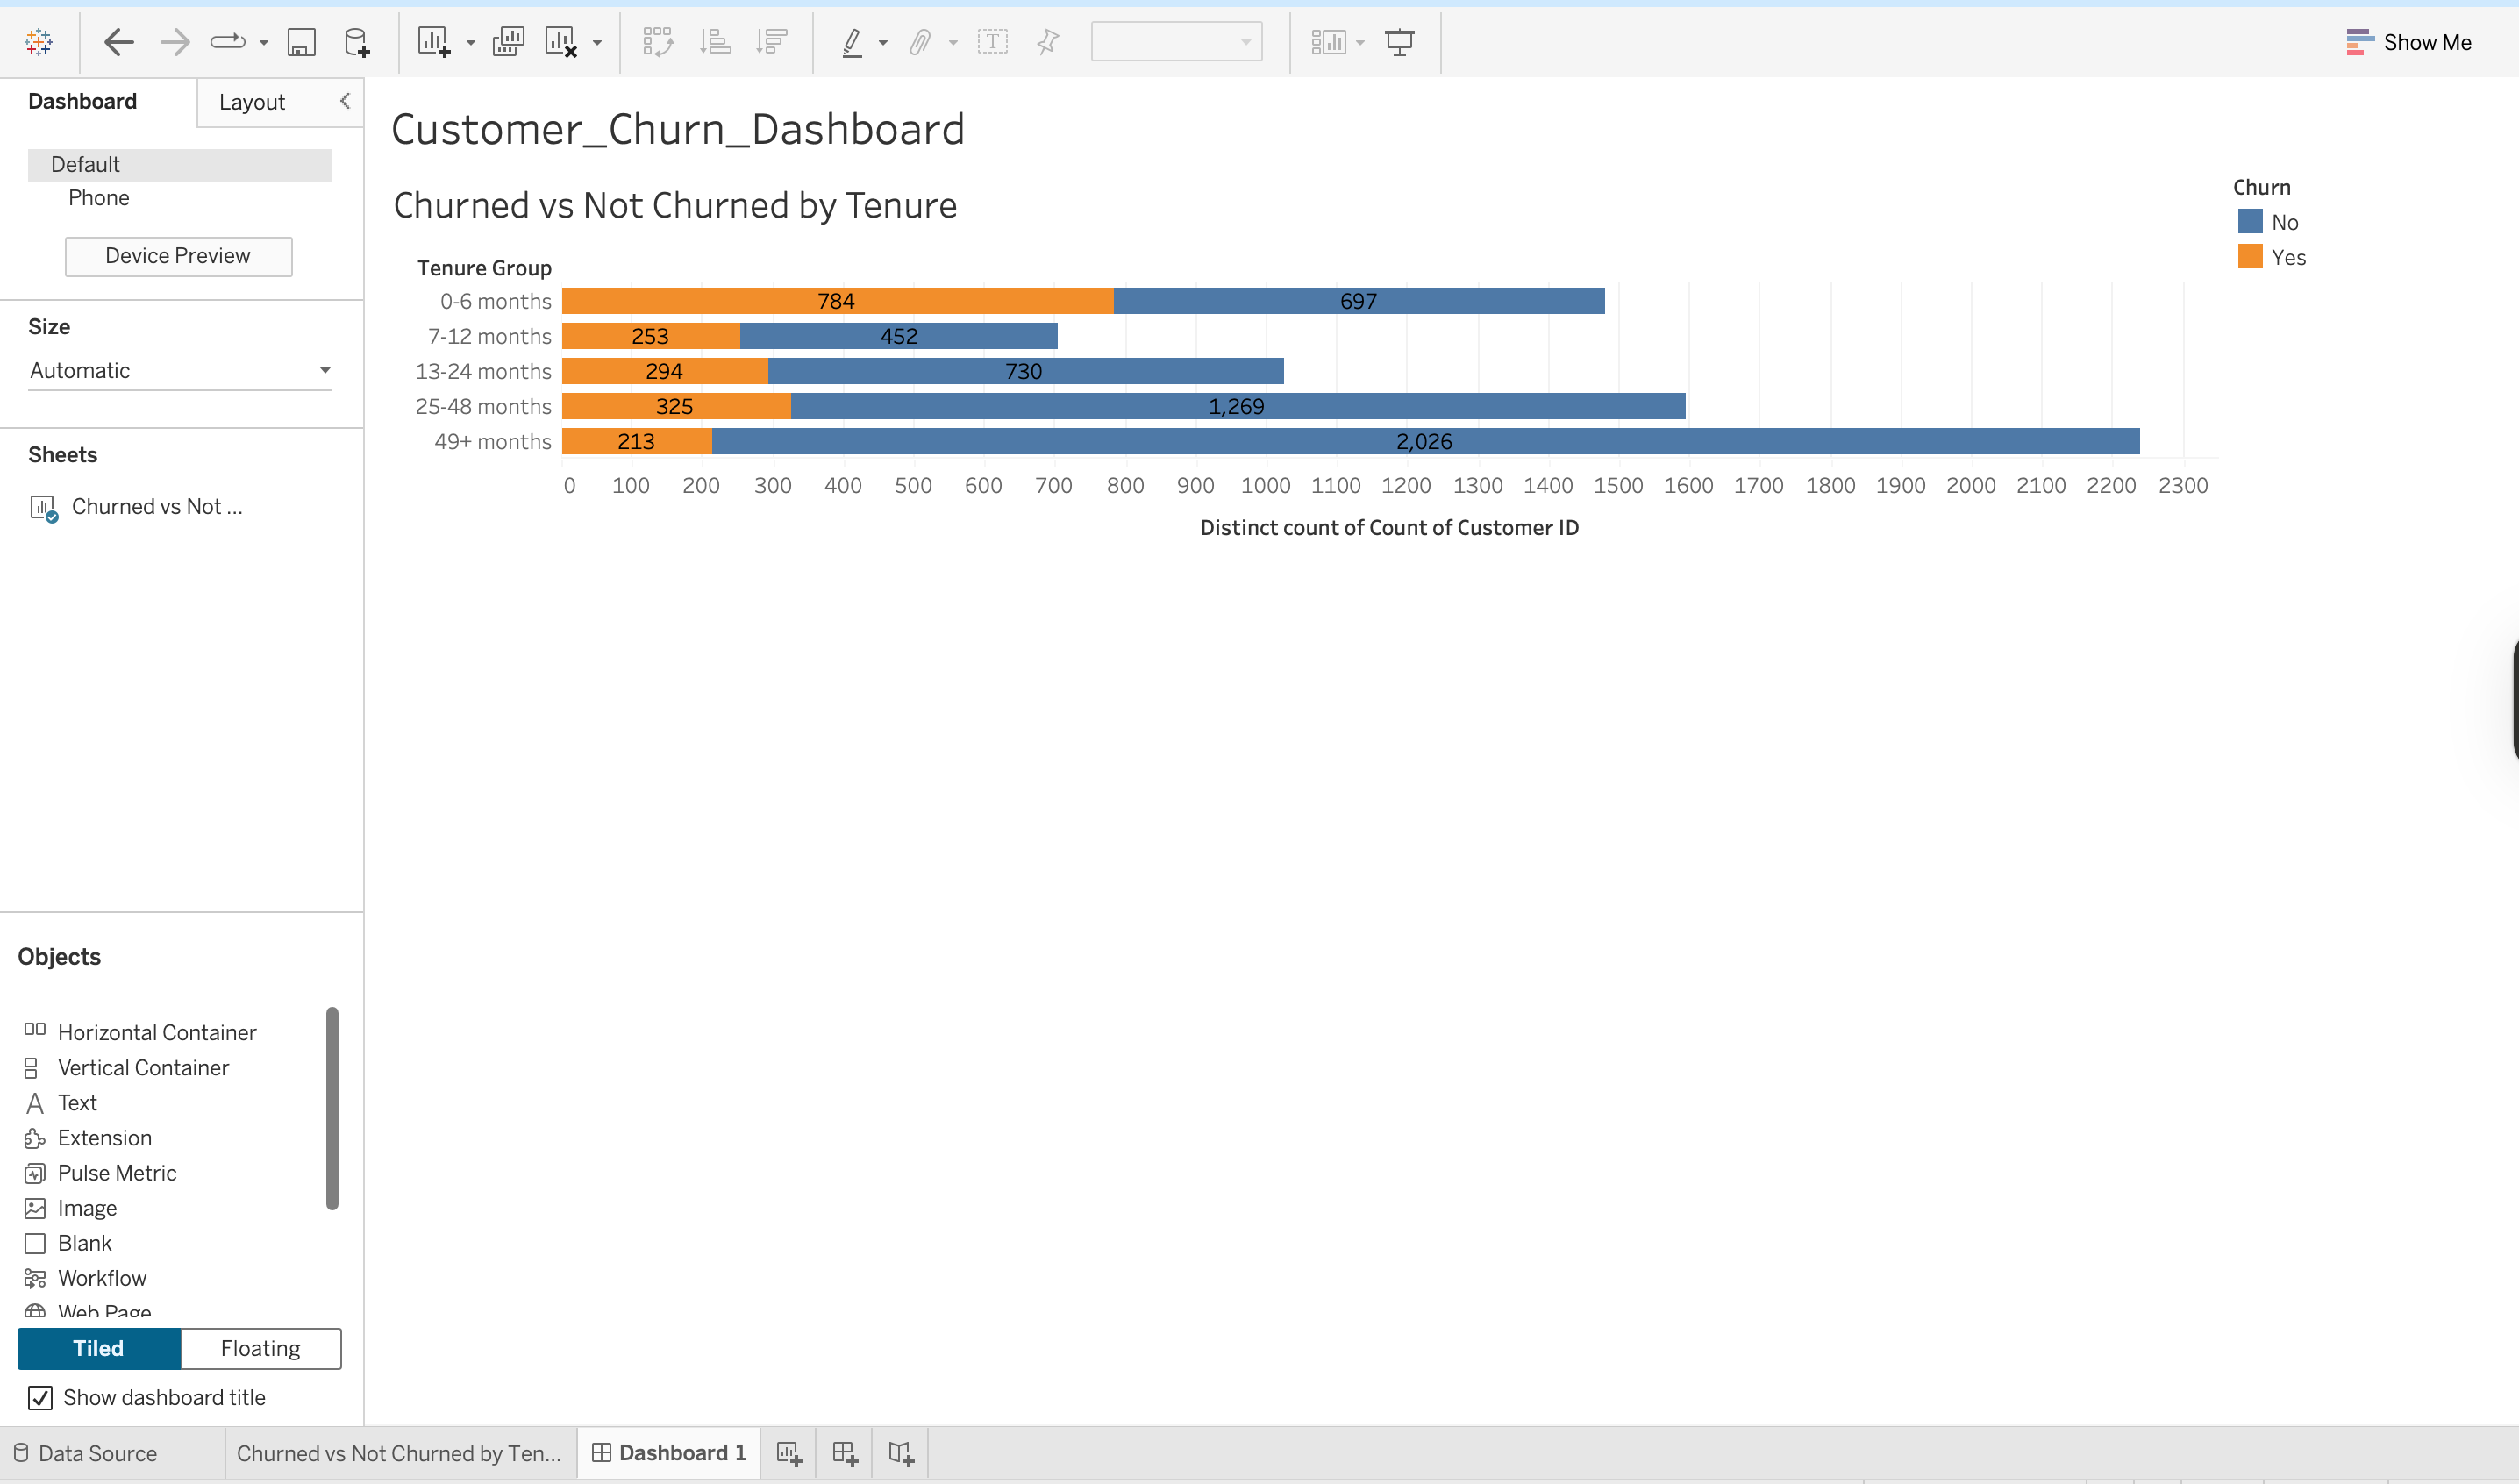 Show Me
Dashboard
Layout
Default
Phone
Device Preview
Size
Automatic
Sheets
Churned vs Not ...
Objects
Horizontal Container
Vertical Container
Text
Extension
Pulse Metric
Image
Blank
Workflow
Web Page
Tiled Floating
Show dashboard title
Customer_Churn_Dashboard
Churned vs Not Churned by Tenure
Tenure Group
0-6 months 784 697
7-12 months 253 452
13-24 months 294 730
25-48 months 325 1,269
49+ months 213 2,026
0 100 200 300 400 500 600 700 800 900 1000 1100 1200 1300 1400 1500 1600 1700 1800 1900 2000 2100 2200 2300
Distinct count of Count of Customer ID
Churn
No
Yes
Data Source
Churned vs Not Churned by Ten...
Dashboard 1